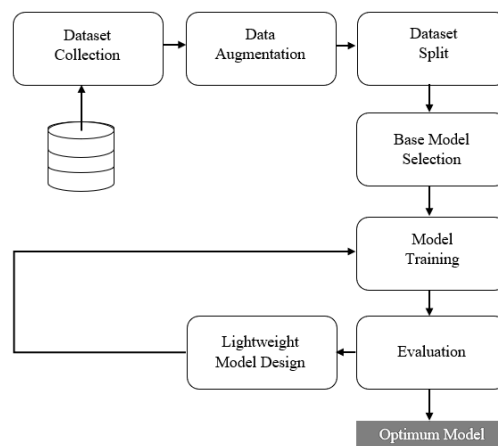 Dataset
Collection
Data
Augmentation
Dataset
Split
Base Model
Selection
Model
Training
Lightweight
Model Design
Evaluation
Optimum Model